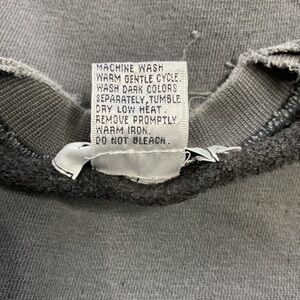 MACHINE WASH
WARM GENTLE CYCLE.
WASH DARK COLORS
SEPARATELY, TUMBLE
DRY LOW HEAT.
REMOVE PROMPTLY.
WARM IRON.
DO NOT BLEACH.